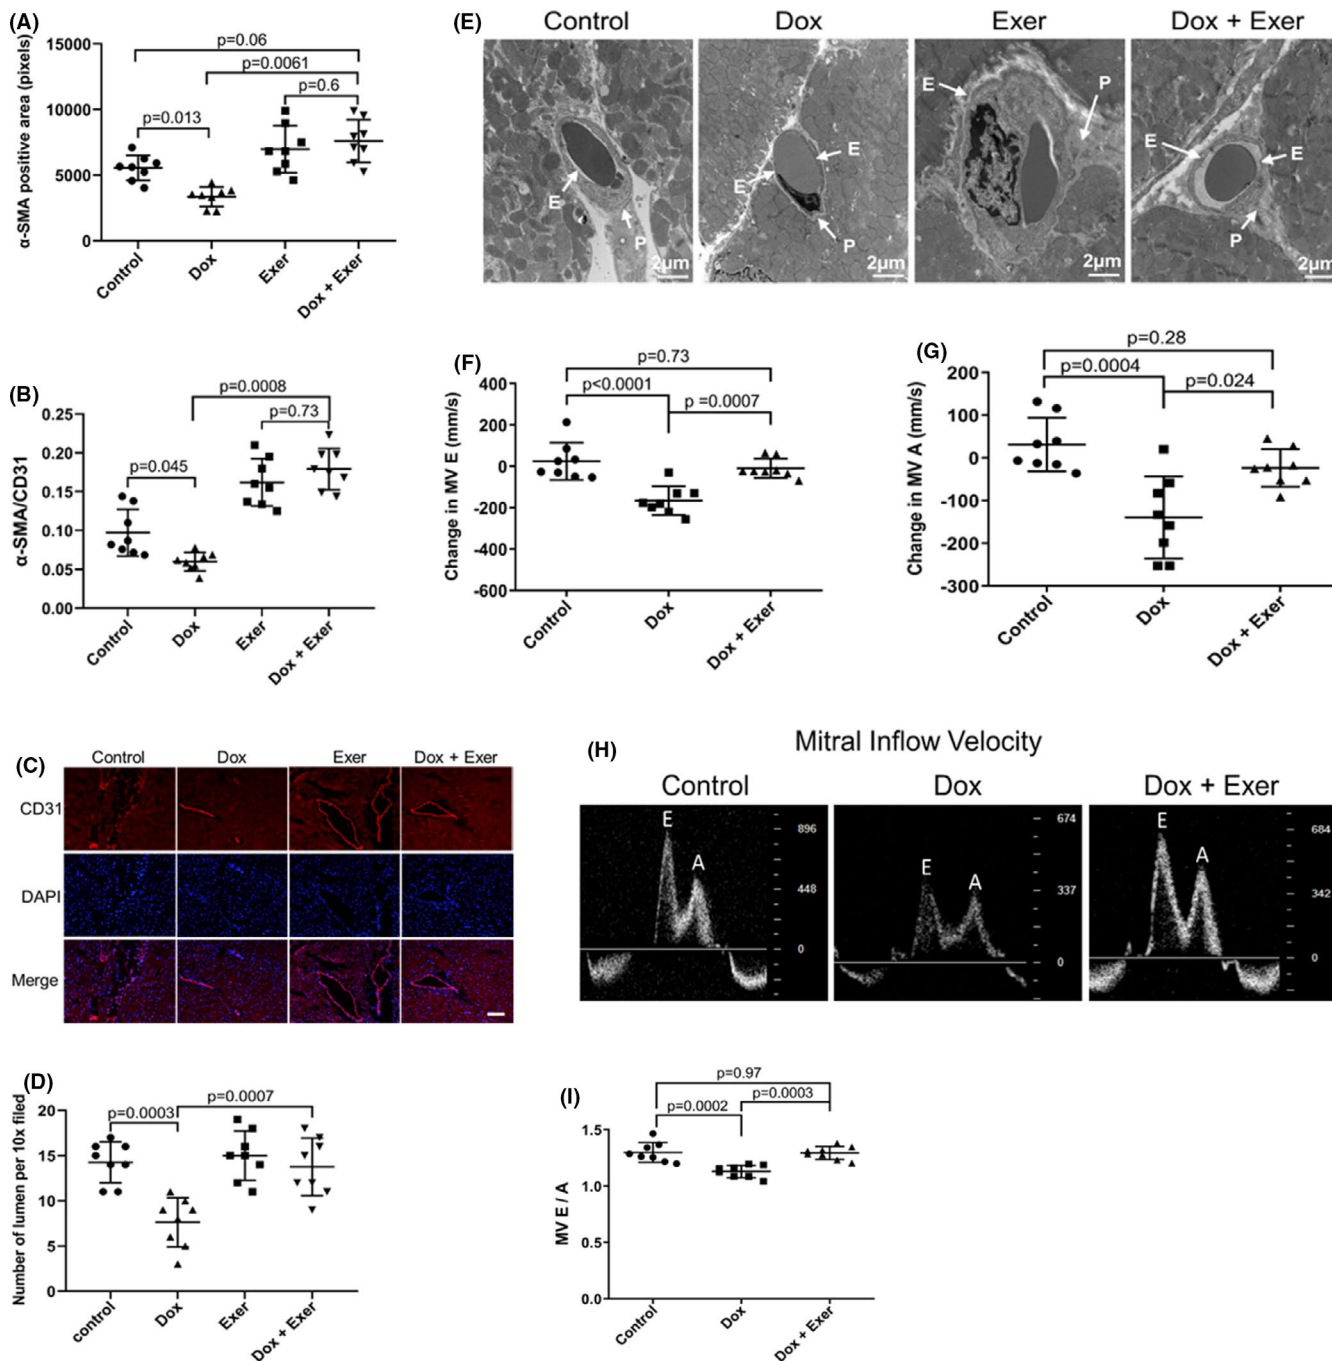 (A)
α-SMA positive area (pixels)
15000
10000
5000
0
p=0.06
p=0.0061
p=0.6
p=0.013
Control
Dox
Exer
Dox + Exer
(B)
α-SMA/CD31
0.25
0.20
0.15
0.10
0.05
0.00
p=0.0008
p=0.73
p=0.045
Control
Dox
Exer
Dox + Exer
(C)
Control Dox Exer Dox + Exer
CD31
DAPI
Merge
(D)
Number of lumen per 10x filed
20
15
10
5
0
p=0.0003
p=0.0007
control
Dox
Exer
Dox + Exer
(E)
Control Dox Exer Dox + Exer
E
P
2μm
E
E
P
2μm
E
P
2μm
E
E
P
2μm
(F)
Change in MV E (mm/s)
400
200
0
-200
-400
-600
p=0.73
p<0.0001
p =0.0007
Control
Dox
Dox + Exer
(G)
Change in MV A (mm/s)
200
100
0
-100
-200
-300
p=0.28
p=0.0004
p=0.024
Control
Dox
Dox + Exer
(H)
Mitral Inflow Velocity
Control Dox Dox + Exer
E
A
896
448
0
E
A
674
337
0
E
A
684
342
0
(I)
MV E / A
1.5
1.0
0.5
0.0
p=0.97
p=0.0002
p=0.0003
Control
Dox
Dox + Exer